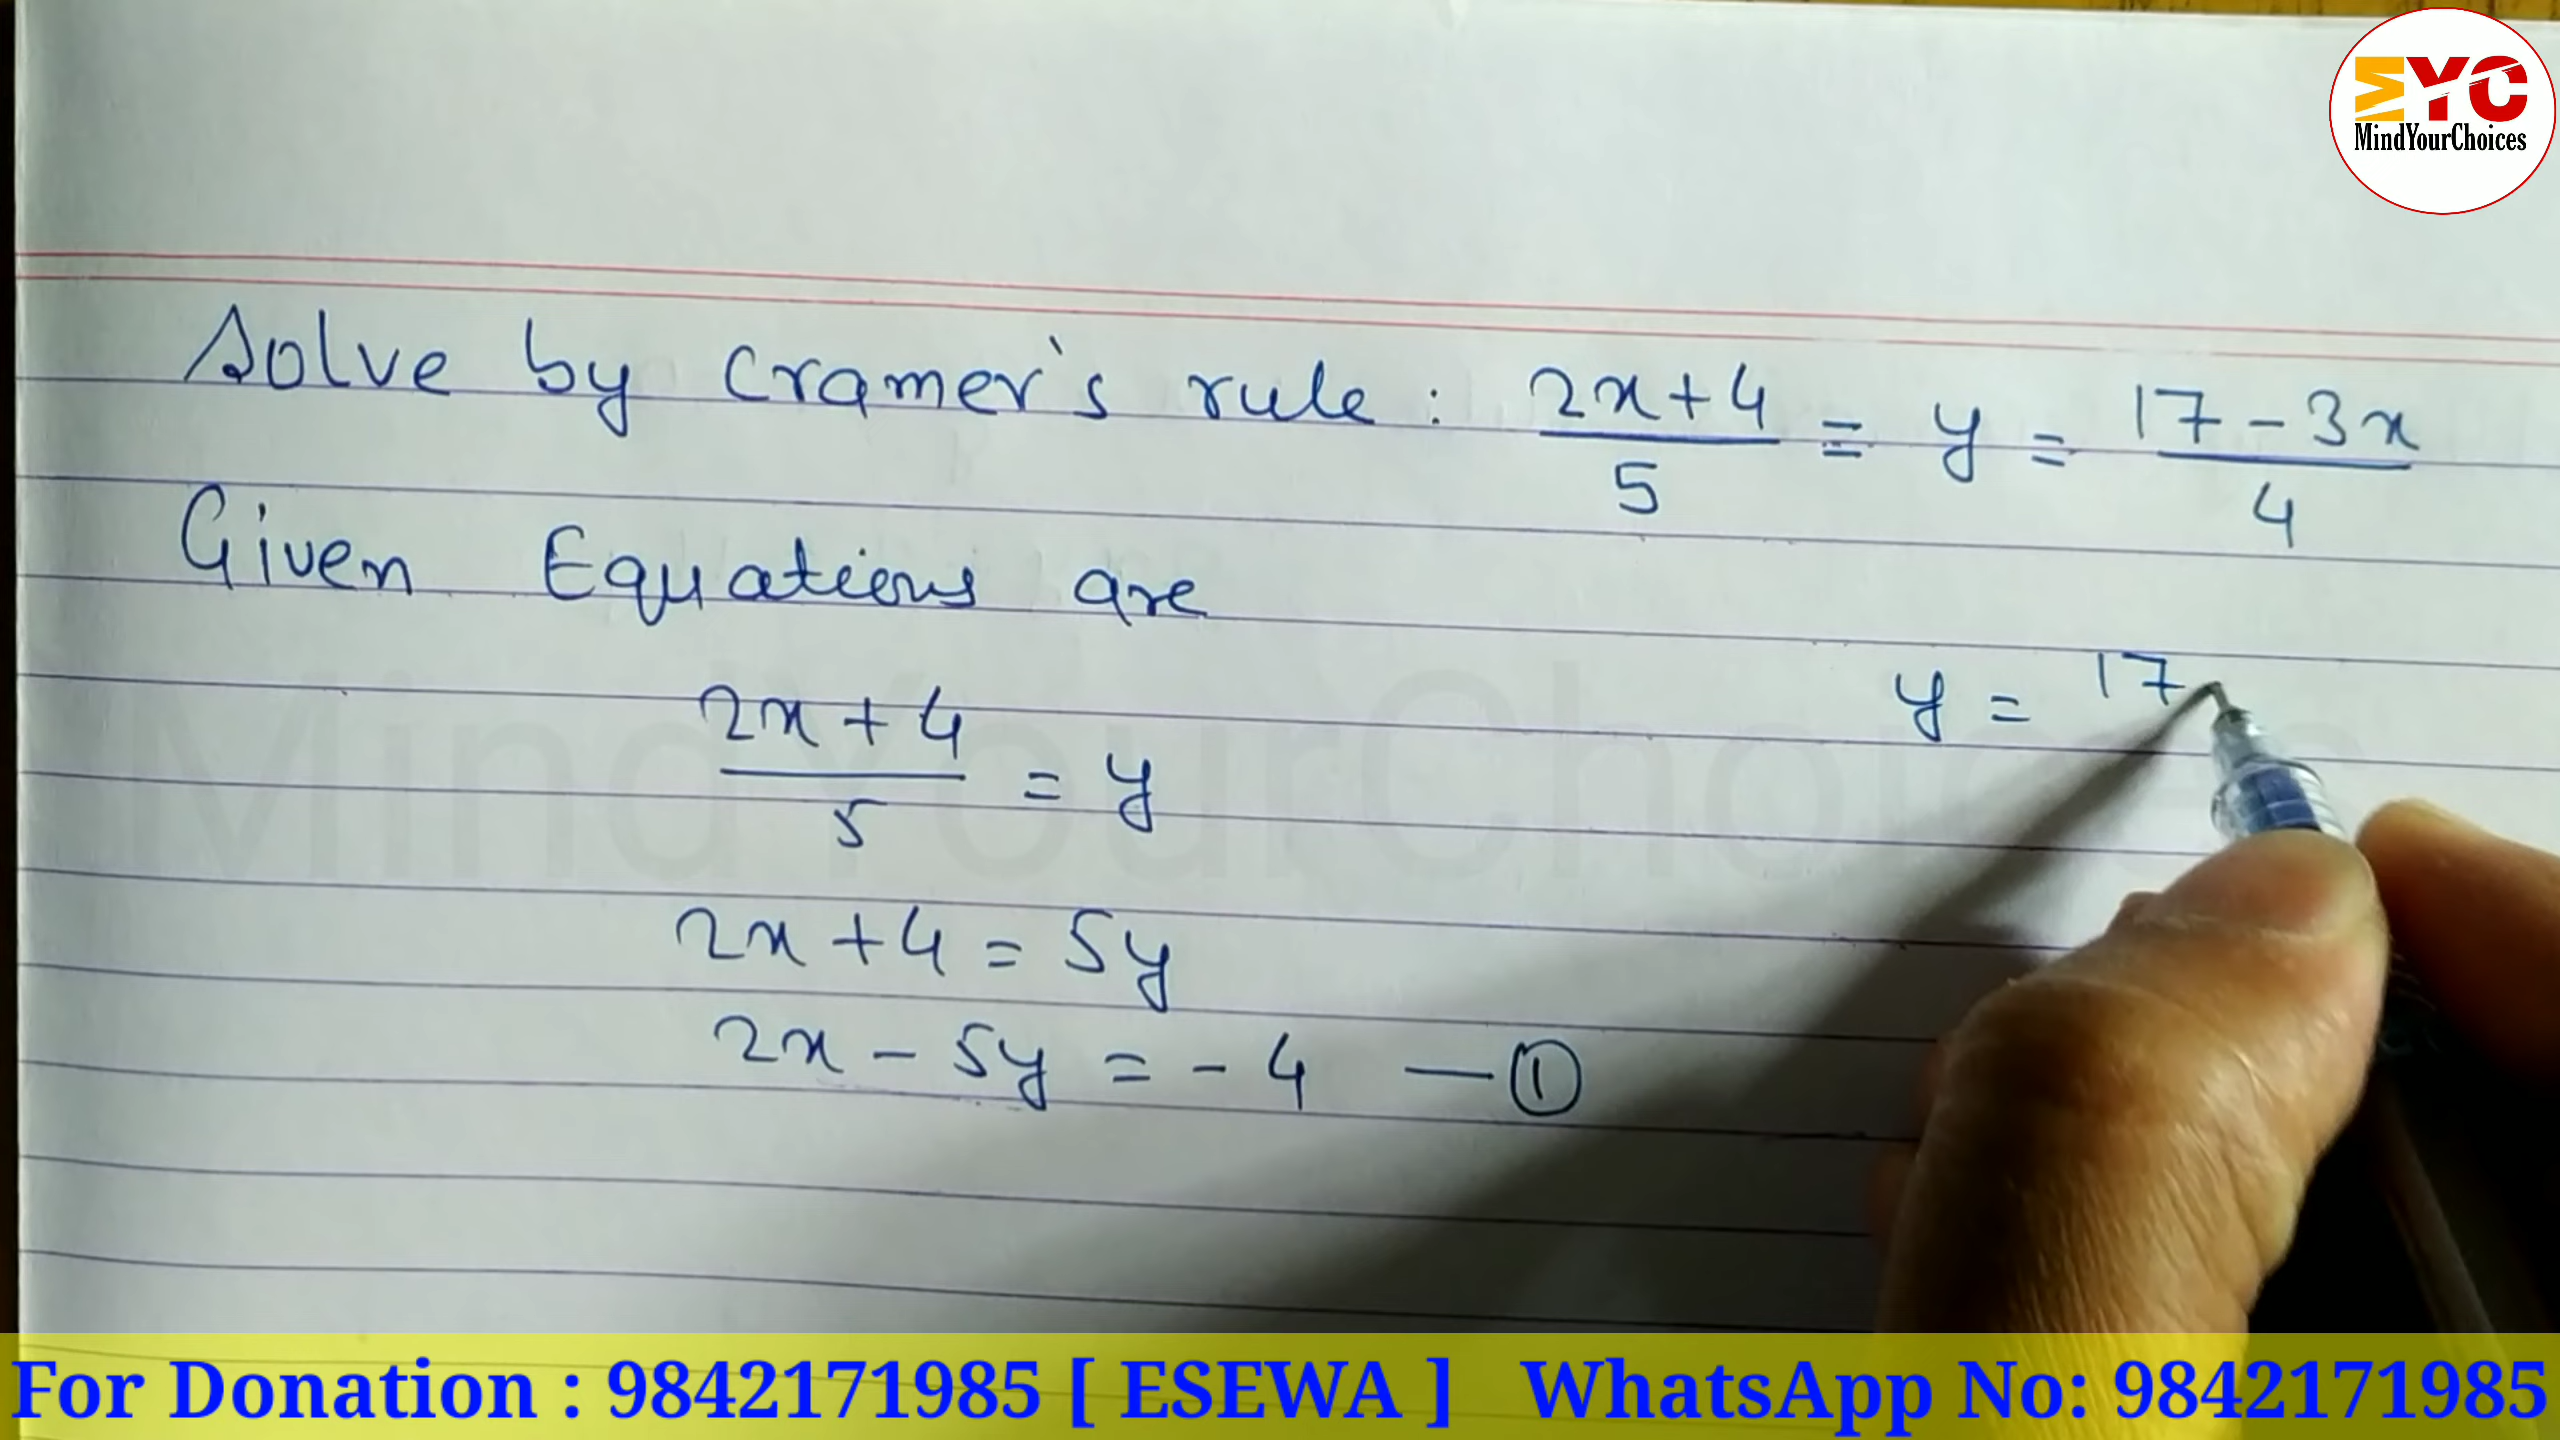 MYC
MindYourChoices
Solve by Cramer's rule : (2x+4)/5 = y = (17-3x)/4
Given Equations are
(2x+4)/5 = y
y = 17
2x+4 = 5y
2x - 5y = -4 — ①
MindYourChoice
For Donation : 9842171985 [ ESEWA ] WhatsApp No: 9842171985